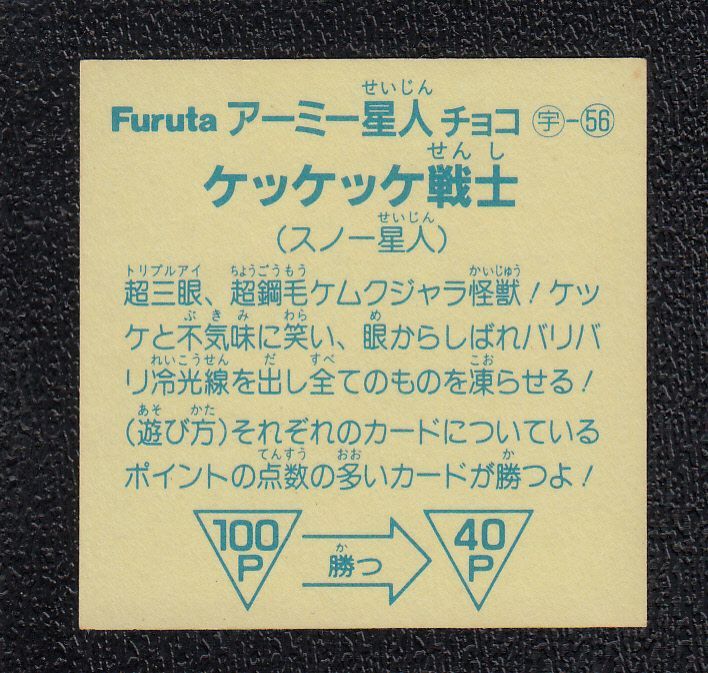 Furuta アーミー星人チョコ ㊫-56
ケッケッケ戦士
(スノー星人)
超三眼、超鋼毛ケムクジャラ怪獣!ケッ
ケと不気味に笑い、眼からしばれバリバ
リ冷光線を出し全てのものを凍らせる!
(遊び方)それぞれのカードについている
ポイントの点数の多いカードが勝つよ!
100P 勝つ 40P